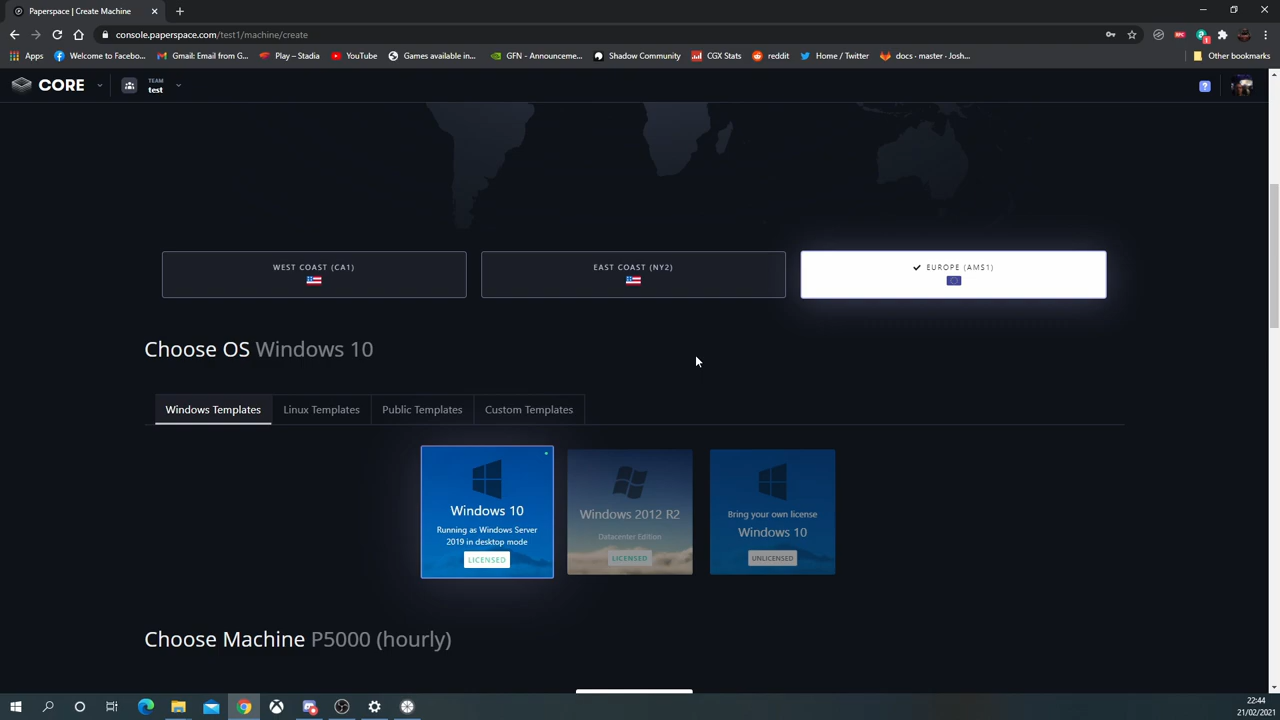 Paperspace | Create Machine
console.paperspace.com/test1/machine/create
Apps
Welcome to Facebo...
Gmail: Email from G...
Play – Stadia
YouTube
Games available in...
GFN - Announceme...
Shadow Community
CGX Stats
reddit
Home / Twitter
docs - master · Josh...
Other bookmarks
CORE
TEAM
test
?
WEST COAST (CA1)
EAST COAST (NY2)
EUROPE (AMS1)
Choose OS Windows 10
Windows Templates
Linux Templates
Public Templates
Custom Templates
Windows 10
Running as Windows Server
2019 in desktop mode
LICENSED
Windows 2012 R2
Datacenter Edition
LICENSED
Bring your own license
Windows 10
UNLICENSED
Choose Machine P5000 (hourly)
22:44
21/02/2021